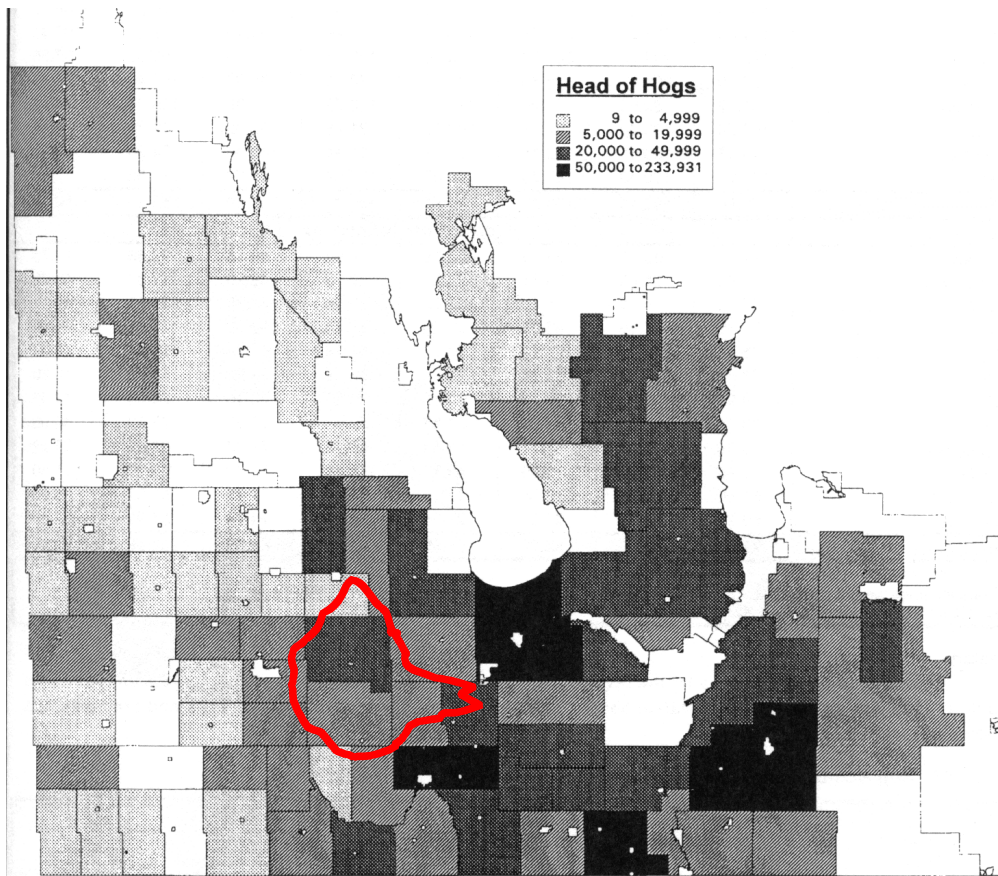 Head of Hogs
9 to 4,999
5,000 to 19,999
20,000 to 49,999
50,000 to 233,931